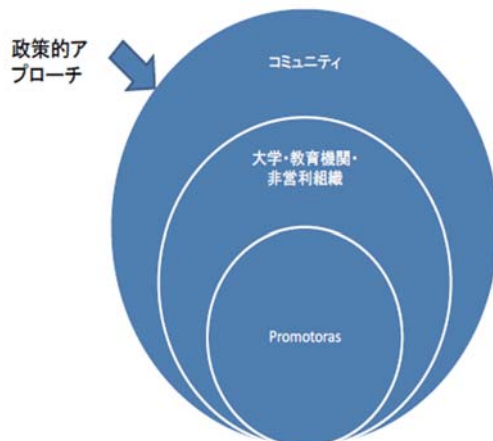 政策的ア
プローチ
コミュニティ
大学・教育機関・
非営利組織
Promotoras